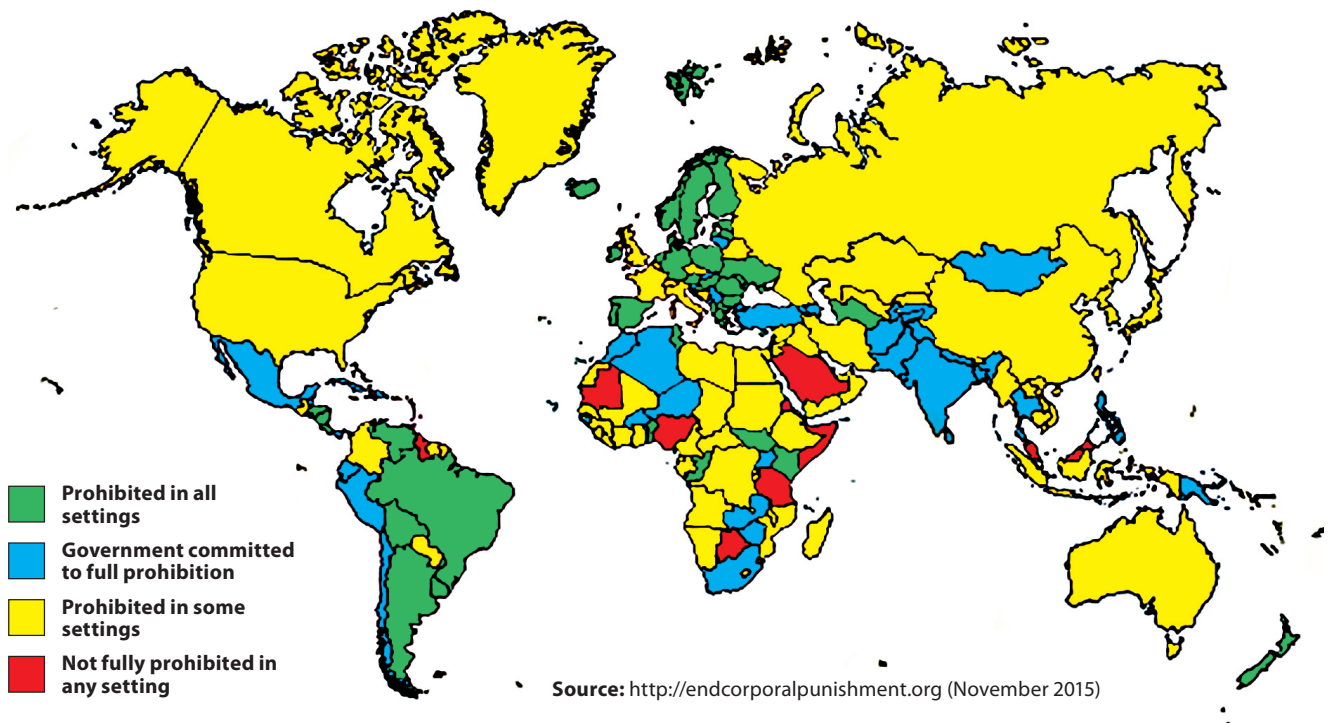 Prohibited in all
settings
Government committed
to full prohibition
Prohibited in some
settings
Not fully prohibited in
any setting
Source: http://endcorporalpunishment.org (November 2015)